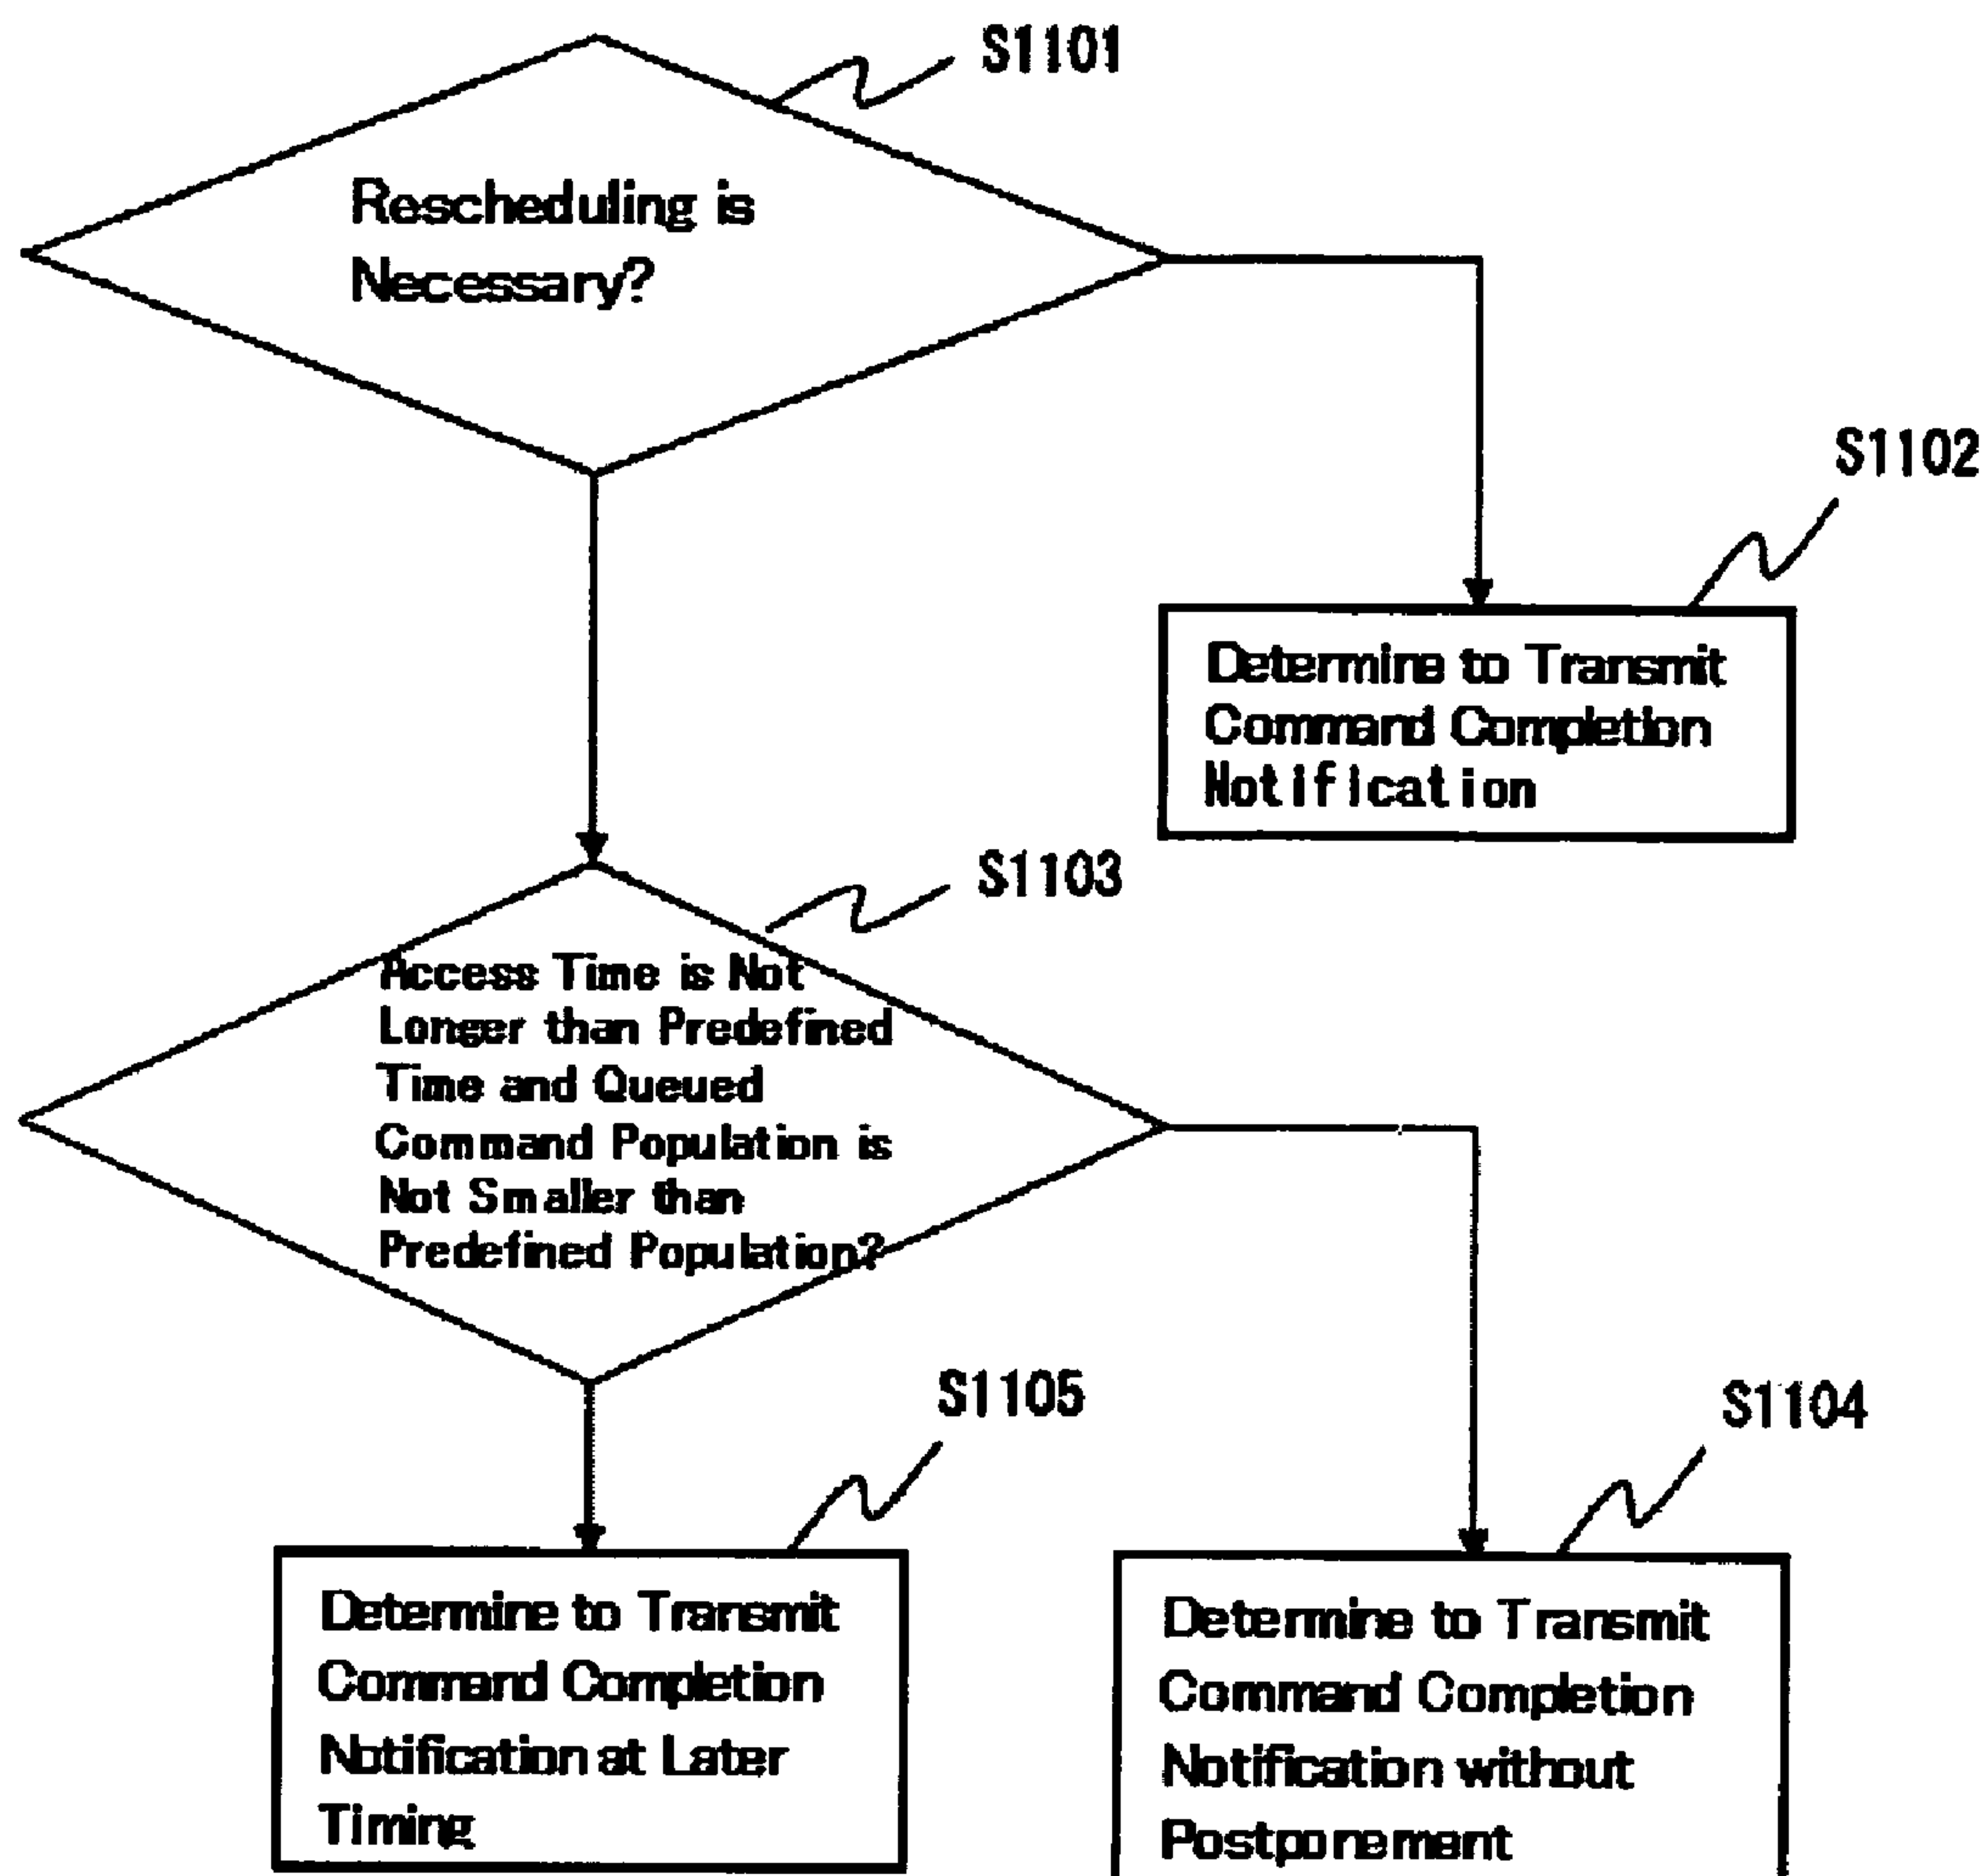 S1101
Rescheduling is
Necessary?
S1102
Determine to Transmit
Command Completion
Notification
S1103
Access Time is Not
Longer than Predefined
Time and Queued
Command Population is
Not Smaller than
Predefined Population?
S1105
Determine to Transmit
Command Completion
Notification at Later
Timing
S1104
Determine to Transmit
Command Completion
Notification without
Postponement